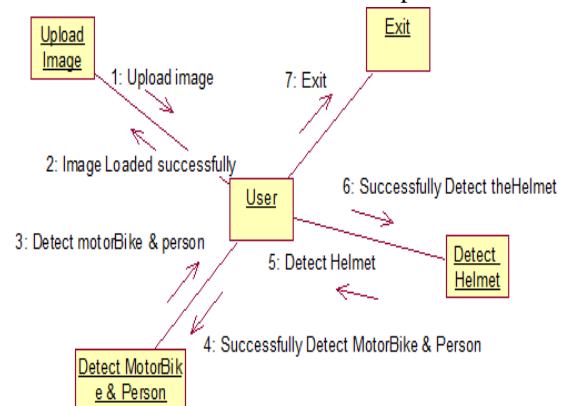 Upload
Image
Exit
1: Upload image
7: Exit
2: Image Loaded successfully
User
6: Successfully Detect theHelmet
3: Detect motorBike & person
5: Detect Helmet
Detect
Helmet
4: Successfully Detect MotorBike & Person
Detect MotorBik
e & Person